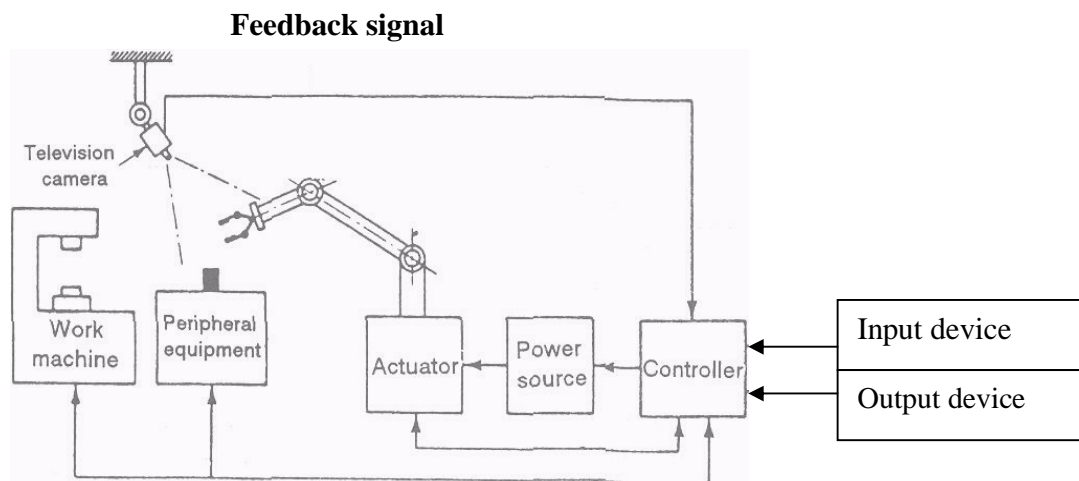 Feedback signal
Television
camera
Work
machine
Peripheral
equipment
Actuator
Power
source
Controller
Input device
Output device